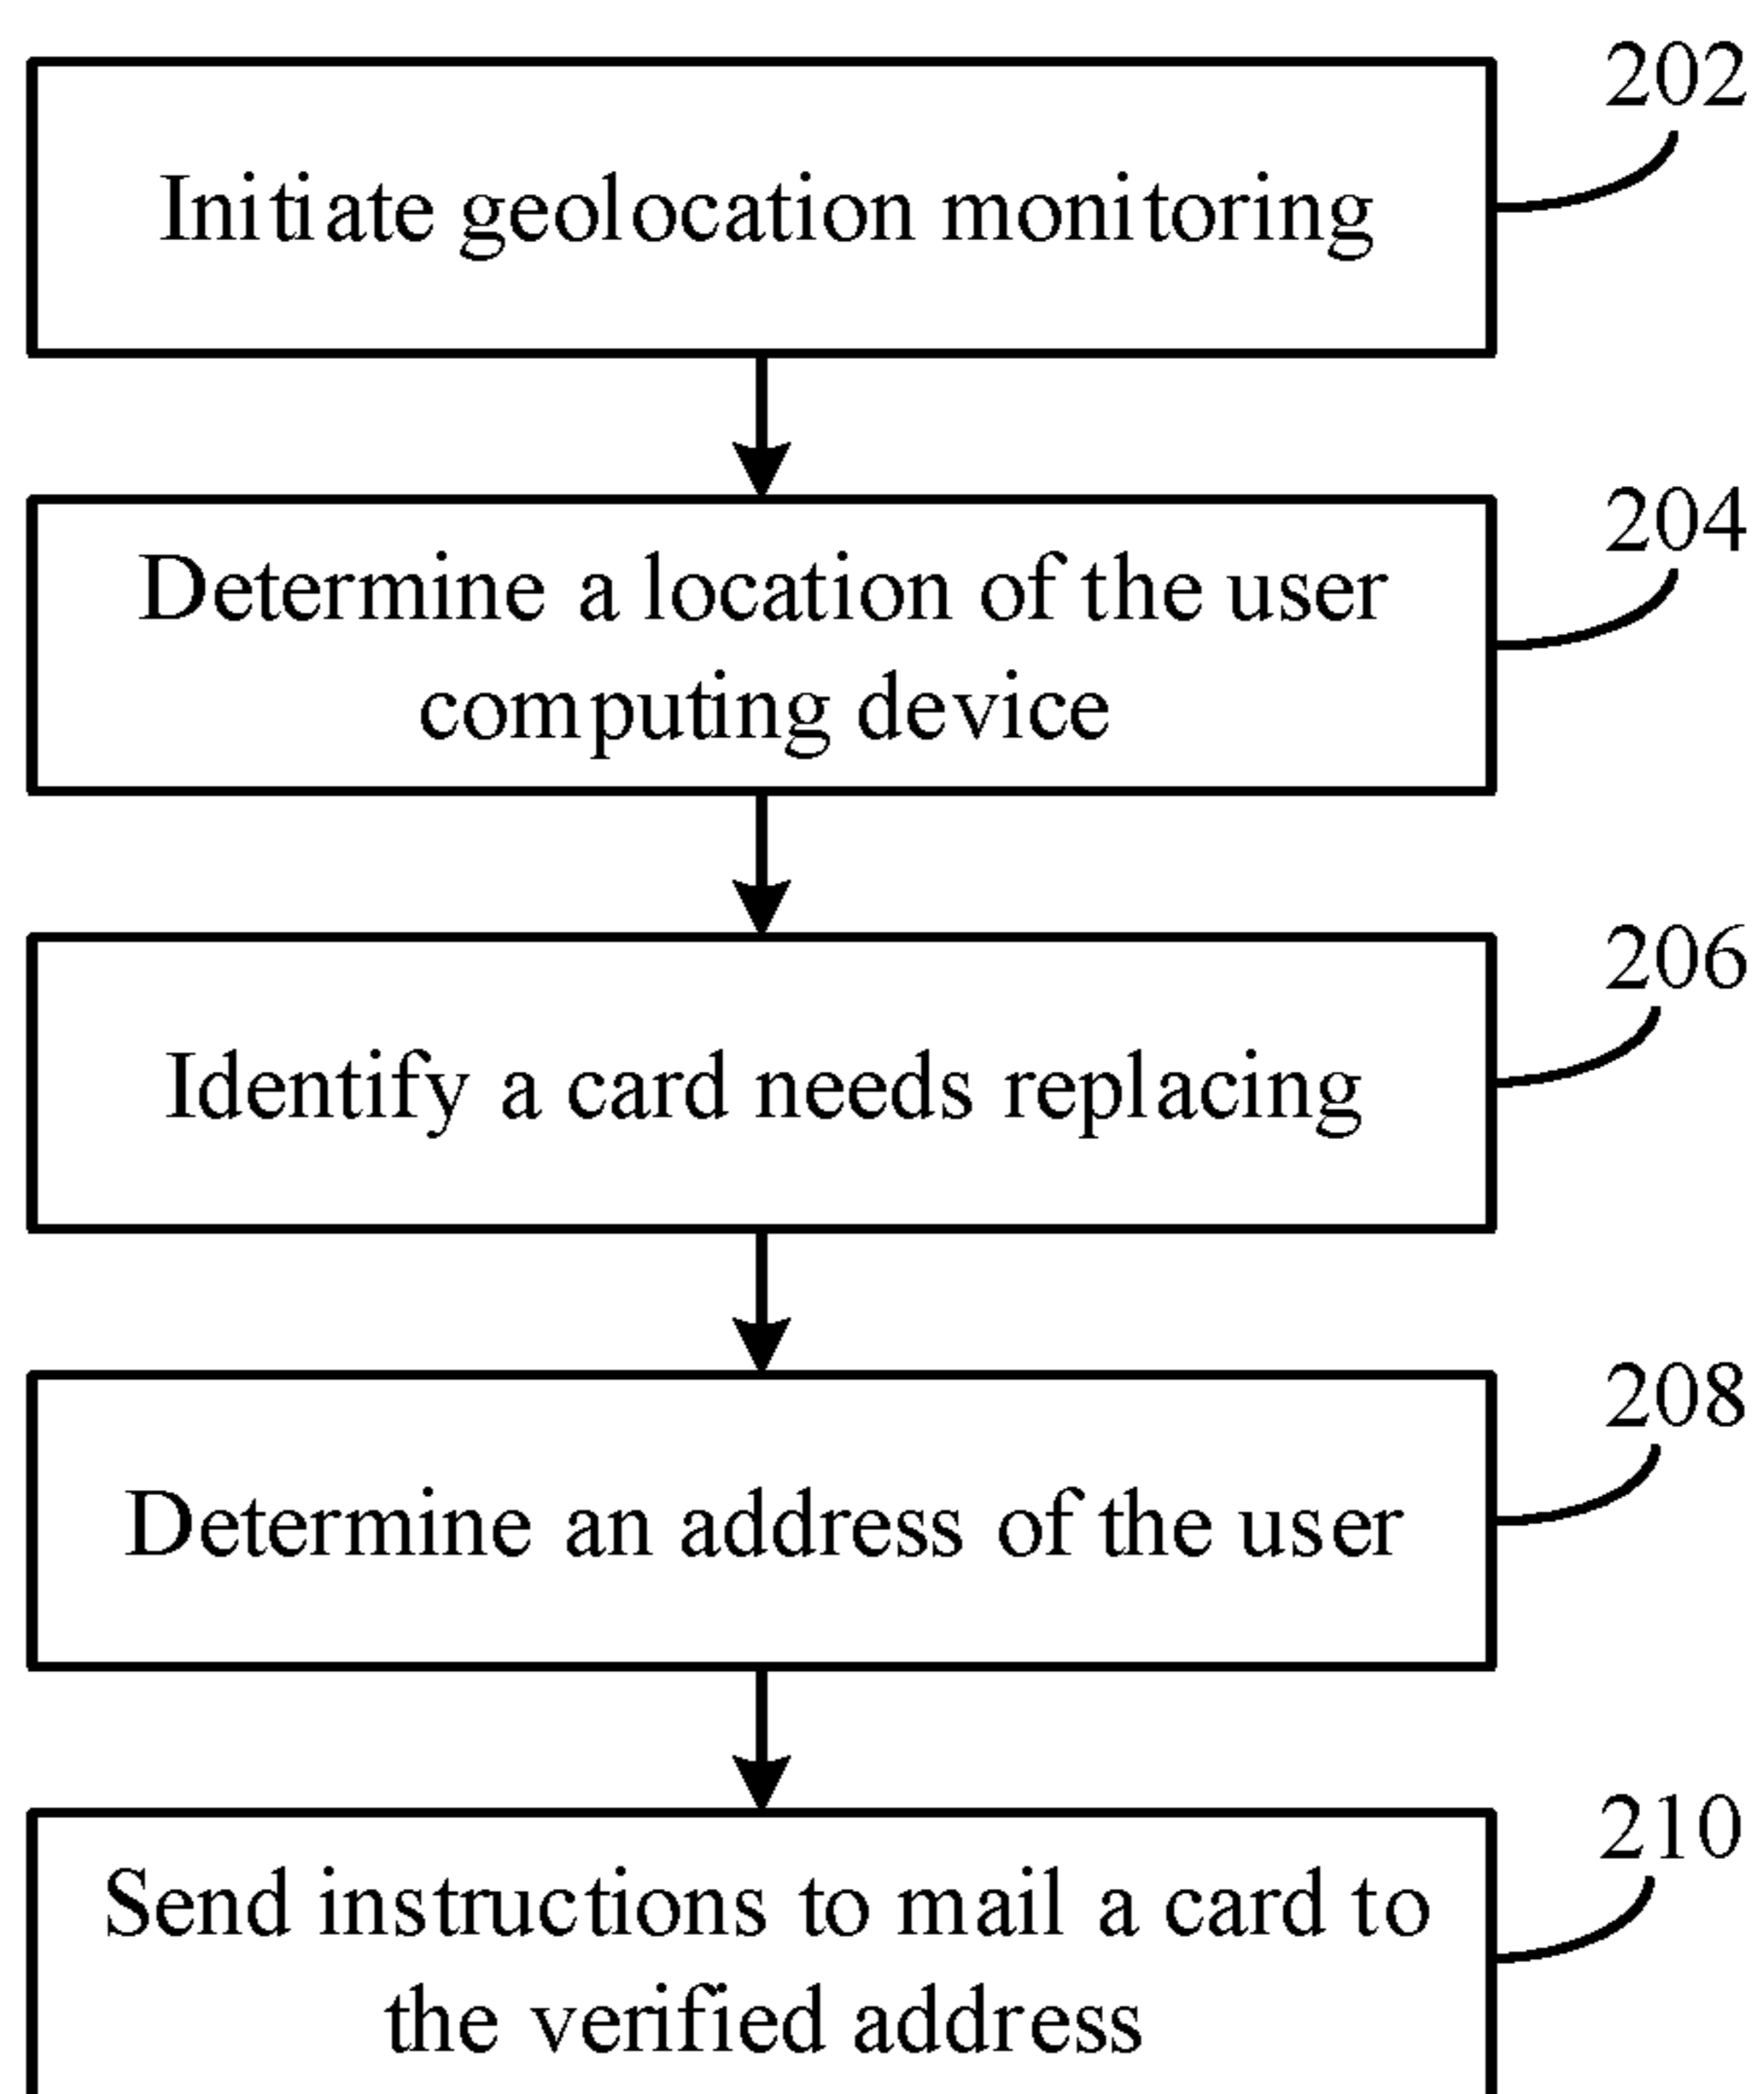 202
Initiate geolocation monitoring
204
Determine a location of the user
computing device
206
Identify a card needs replacing
208
Determine an address of the user
210
Send instructions to mail a card to
the verified address